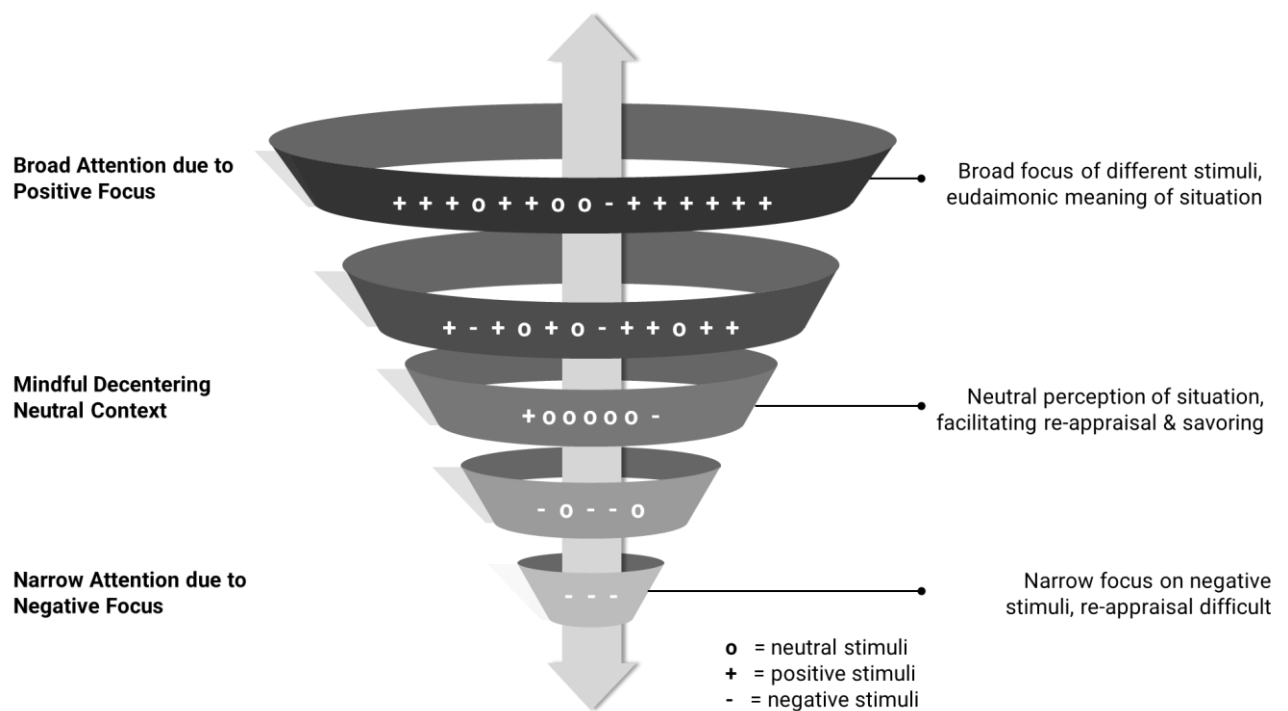 Broad Attention due to
Positive Focus
+ + + o + + o o - + + + + + +
Broad focus of different stimuli,
eudaimonic meaning of situation
+ - + o + o - + + o + +
Mindful Decentering
Neutral Context
+ o o o o o -
Neutral perception of situation,
facilitating re-appraisal & savoring
- o - - o
Narrow Attention due to
Negative Focus
- - -
Narrow focus on negative
stimuli, re-appraisal difficult
o = neutral stimuli
+ = positive stimuli
- = negative stimuli